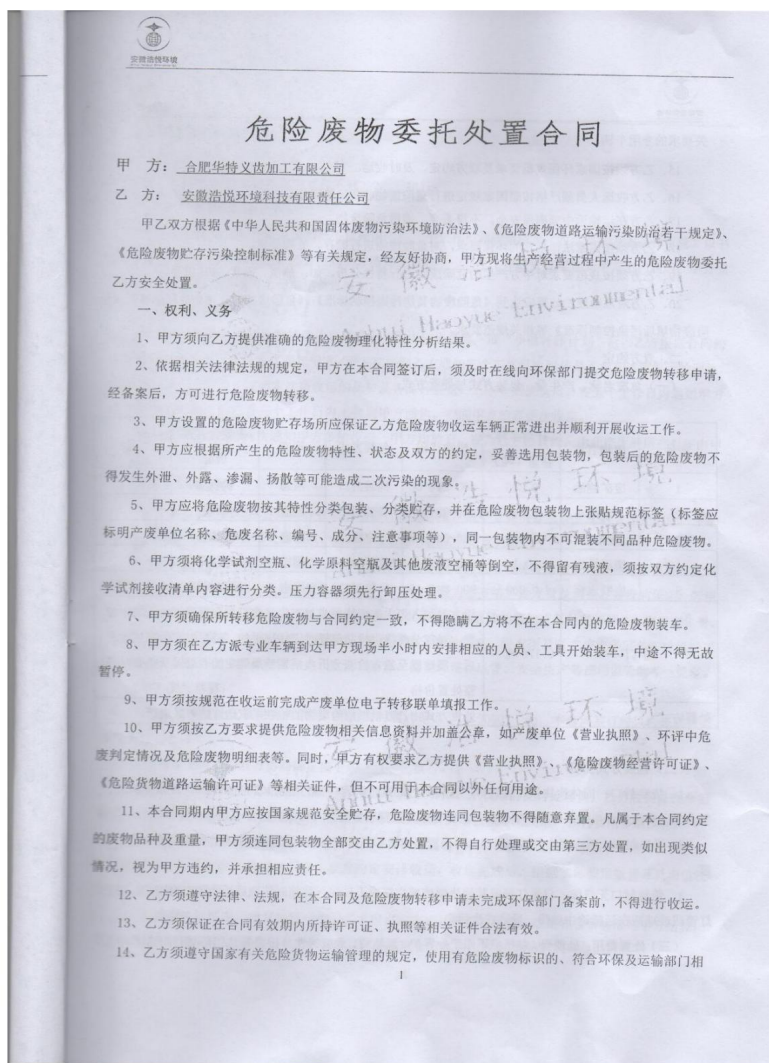 安徽浩悦环境
危险废物委托处置合同
甲　方：合肥华特义齿加工有限公司
乙　方：安徽浩悦环境科技有限责任公司
甲乙双方根据《中华人民共和国固体废物污染环境防治法》、《危险废物道路运输污染防治若干规定》、
《危险废物贮存污染控制标准》等有关规定，经友好协商，甲方现将生产经营过程中产生的危险废物委托
乙方安全处置。
一、权利、义务
1、甲方须向乙方提供准确的危险废物理化特性分析结果。
2、依据相关法律法规的规定，甲方在本合同签订后，须及时在线向环保部门提交危险废物转移申请，
经备案后，方可进行危险废物转移。
3、甲方设置的危险废物贮存场所应保证乙方危险废物收运车辆正常进出并顺利开展收运工作。
4、甲方应根据所产生的危险废物特性、状态及双方的约定，妥善选用包装物，包装后的危险废物不
得发生外泄、外露、渗漏、扬散等可能造成二次污染的现象。
5、甲方应将危险废物按其特性分类包装、分类贮存，并在危险废物包装物上张贴规范标签（标签应
标明产废单位名称、危废名称、编号、成分、注意事项等），同一包装物内不可混装不同品种危险废物。
6、甲方须将化学试剂空瓶、化学原料空瓶及其他废液空桶等倒空，不得留有残液，须按双方约定化
学试剂接收清单内容进行分类。压力容器须先行卸压处理。
7、甲方须确保所转移危险废物与合同约定一致，不得隐瞒乙方将不在本合同内的危险废物装车。
8、甲方须在乙方派专业车辆到达甲方现场半小时内安排相应的人员、工具开始装车，中途不得无故
暂停。
9、甲方须按规范在收运前完成产废单位电子转移联单填报工作。
10、甲方须按乙方要求提供危险废物相关信息资料并加盖公章，如产废单位《营业执照》、环评中危
废判定情况及危险废物明细表等。同时，甲方有权要求乙方提供《营业执照》、《危险废物经营许可证》、
《危险货物道路运输许可证》等相关证件，但不可用于本合同以外任何用途。
11、本合同期内甲方应按国家规范安全贮存，危险废物连同包装物不得随意弃置。凡属于本合同约定
的废物品种及重量，甲方须连同包装物全部交由乙方处置，不得自行处理或交由第三方处置，如出现类似
情况，视为甲方违约，并承担相应责任。
12、乙方须遵守法律、法规，在本合同及危险废物转移申请未完成环保部门备案前，不得进行收运。
13、乙方须保证在合同有效期内所持许可证、执照等相关证件合法有效。
14、乙方须遵守国家有关危险货物运输管理的规定，使用有危险废物标识的、符合环保及运输部门相
1
安徽浩悦环境
Anhui Haoyue Environmental
安徽浩悦环境
安徽浩悦环境